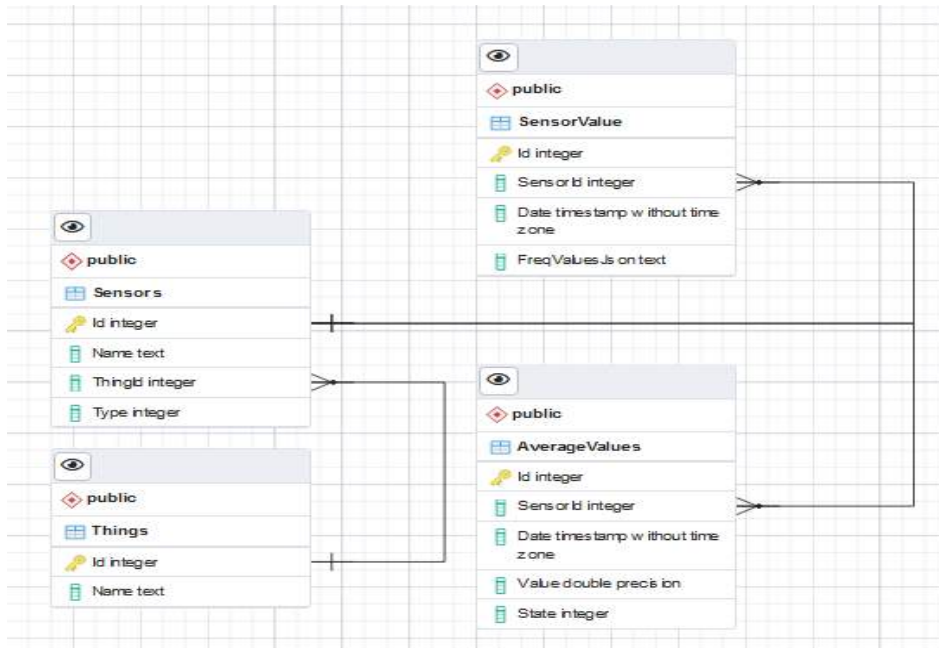 public
SensorValue
Id integer
SensorId integer
Date timestamp without time
zone
FreqValuesJson text
public
Sensors
Id integer
Name text
ThingId integer
Type integer
public
Things
Id integer
Name text
public
AverageValues
Id integer
SensorId integer
Date timestamp without time
zone
Value double precision
State integer